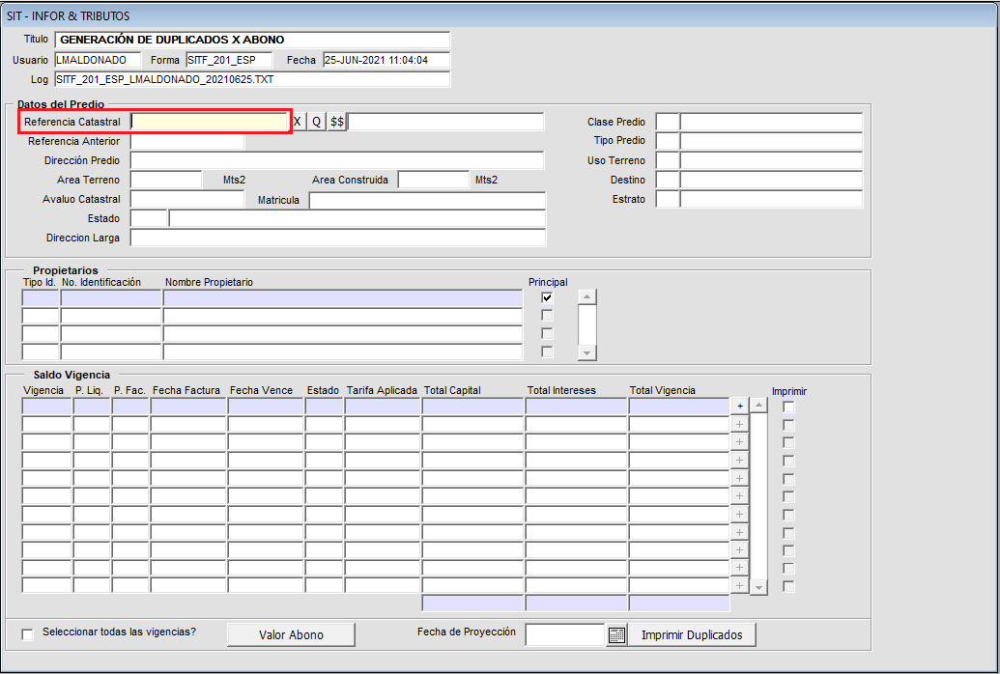 SIT - INFOR & TRIBUTOS
Titulo GENERACIÓN DE DUPLICADOS X ABONO
Usuario LMALDONADO Forma SITF_201_ESP Fecha 25-JUN-2021 11:04:04
Log SITF_201_ESP_LMALDONADO_20210625.TXT
Datos del Predio
Referencia Catastral X Q $$ Clase Predio
Referencia Anterior Tipo Predio
Dirección Predio Uso Terreno
Area Terreno Mts2 Area Construida Mts2 Destino
Avaluo Catastral Matricula Estrato
Estado
Direccion Larga
Propietarios
Tipo Id. No. Identificación Nombre Propietario Principal
Saldo Vigencia
Vigencia P. Liq. P. Fac. Fecha Factura Fecha Vence Estado Tarifa Aplicada Total Capital Total Intereses Total Vigencia Imprimir
+
+
+
+
+
+
+
+
+
+
+
Seleccionar todas las vigencias? Valor Abono Fecha de Proyección Imprimir Duplicados